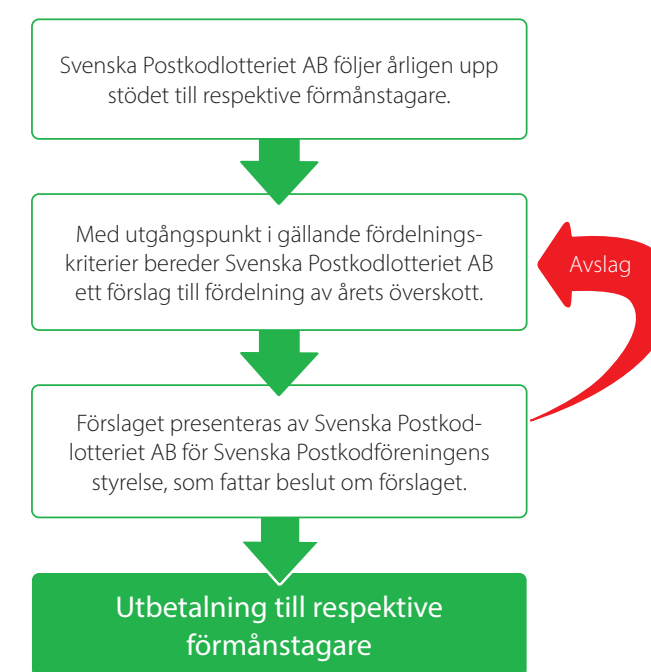 Svenska Postkodlotteriet AB följer årligen upp
stödet till respektive förmånstagare.
Med utgångspunkt i gällande fördelnings-
kriterier bereder Svenska Postkodlotteriet AB
ett förslag till fördelning av årets överskott.
Avslag
Förslaget presenteras av Svenska Postkod-
lotteriet AB för Svenska Postkodföreningens
styrelse, som fattar beslut om förslaget.
Utbetalning till respektive
förmånstagare